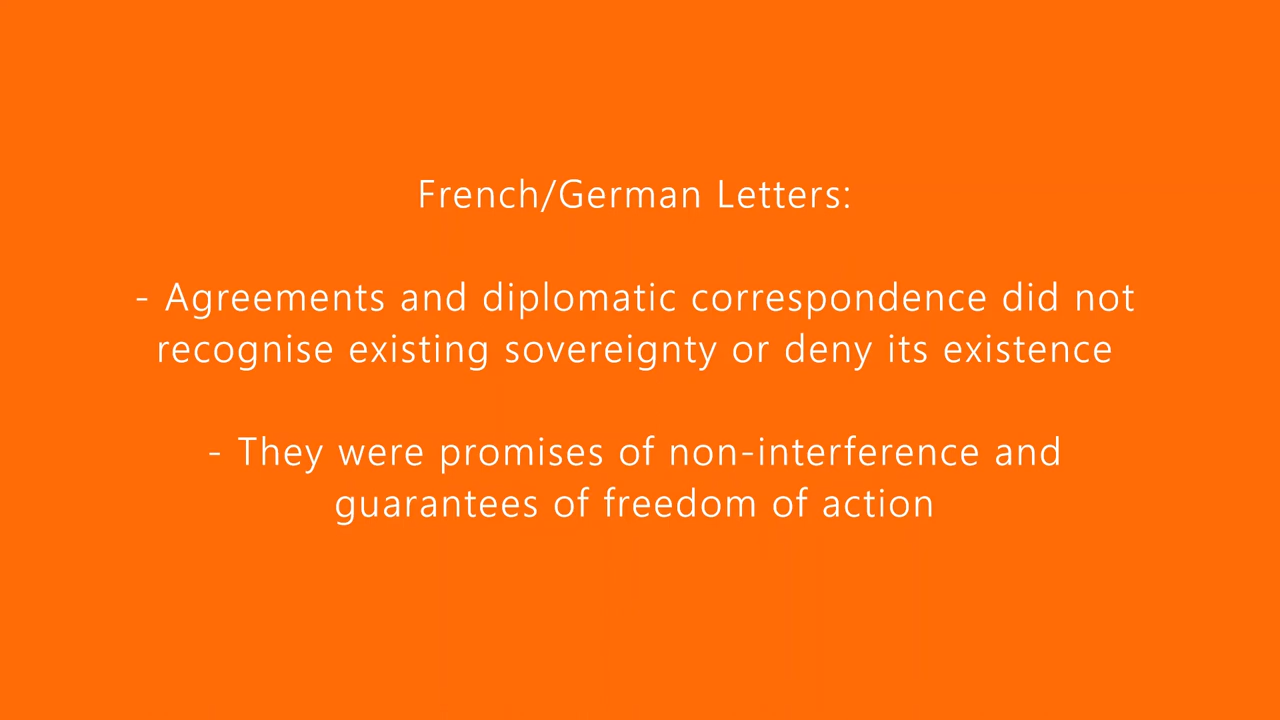 French/German Letters:
- Agreements and diplomatic correspondence did not
recognise existing sovereignty or deny its existence
- They were promises of non-interference and
guarantees of freedom of action